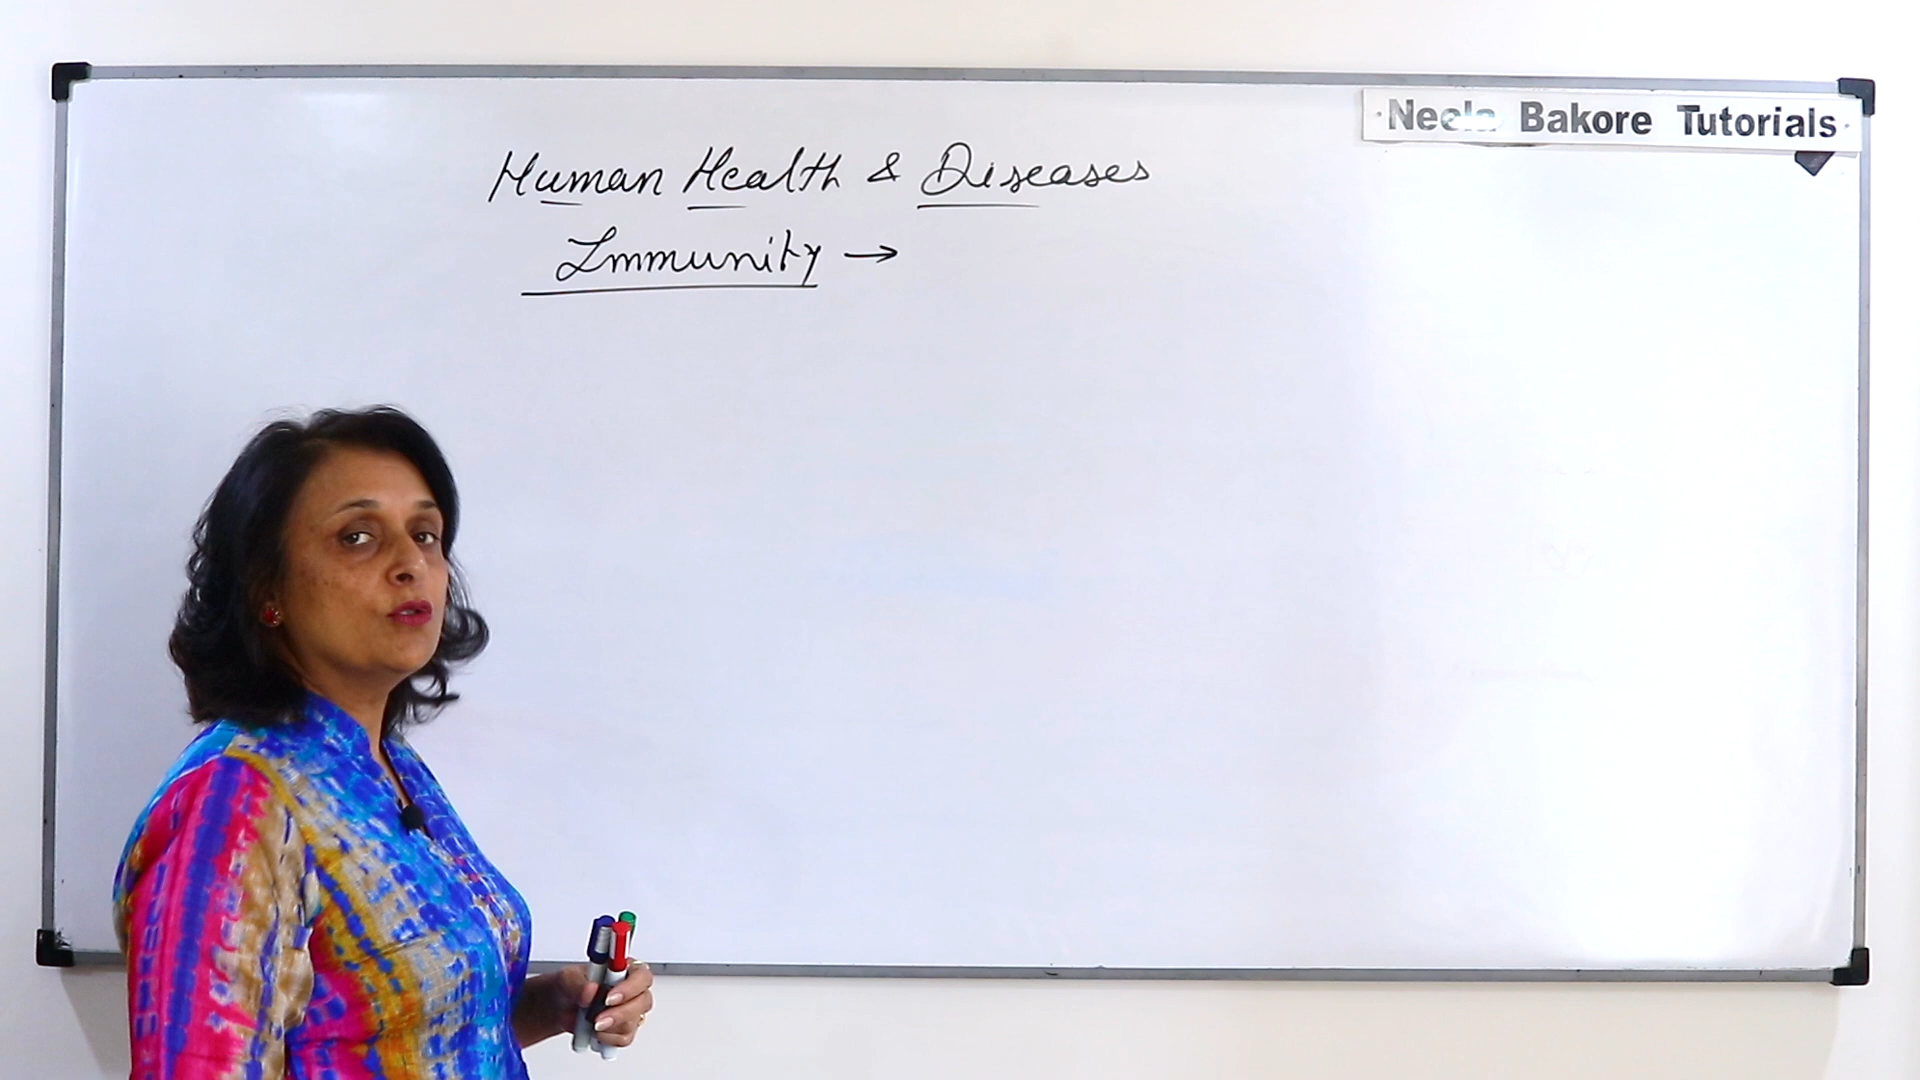 Neela Bakore Tutorials
Human Health & Diseases
Immunity →